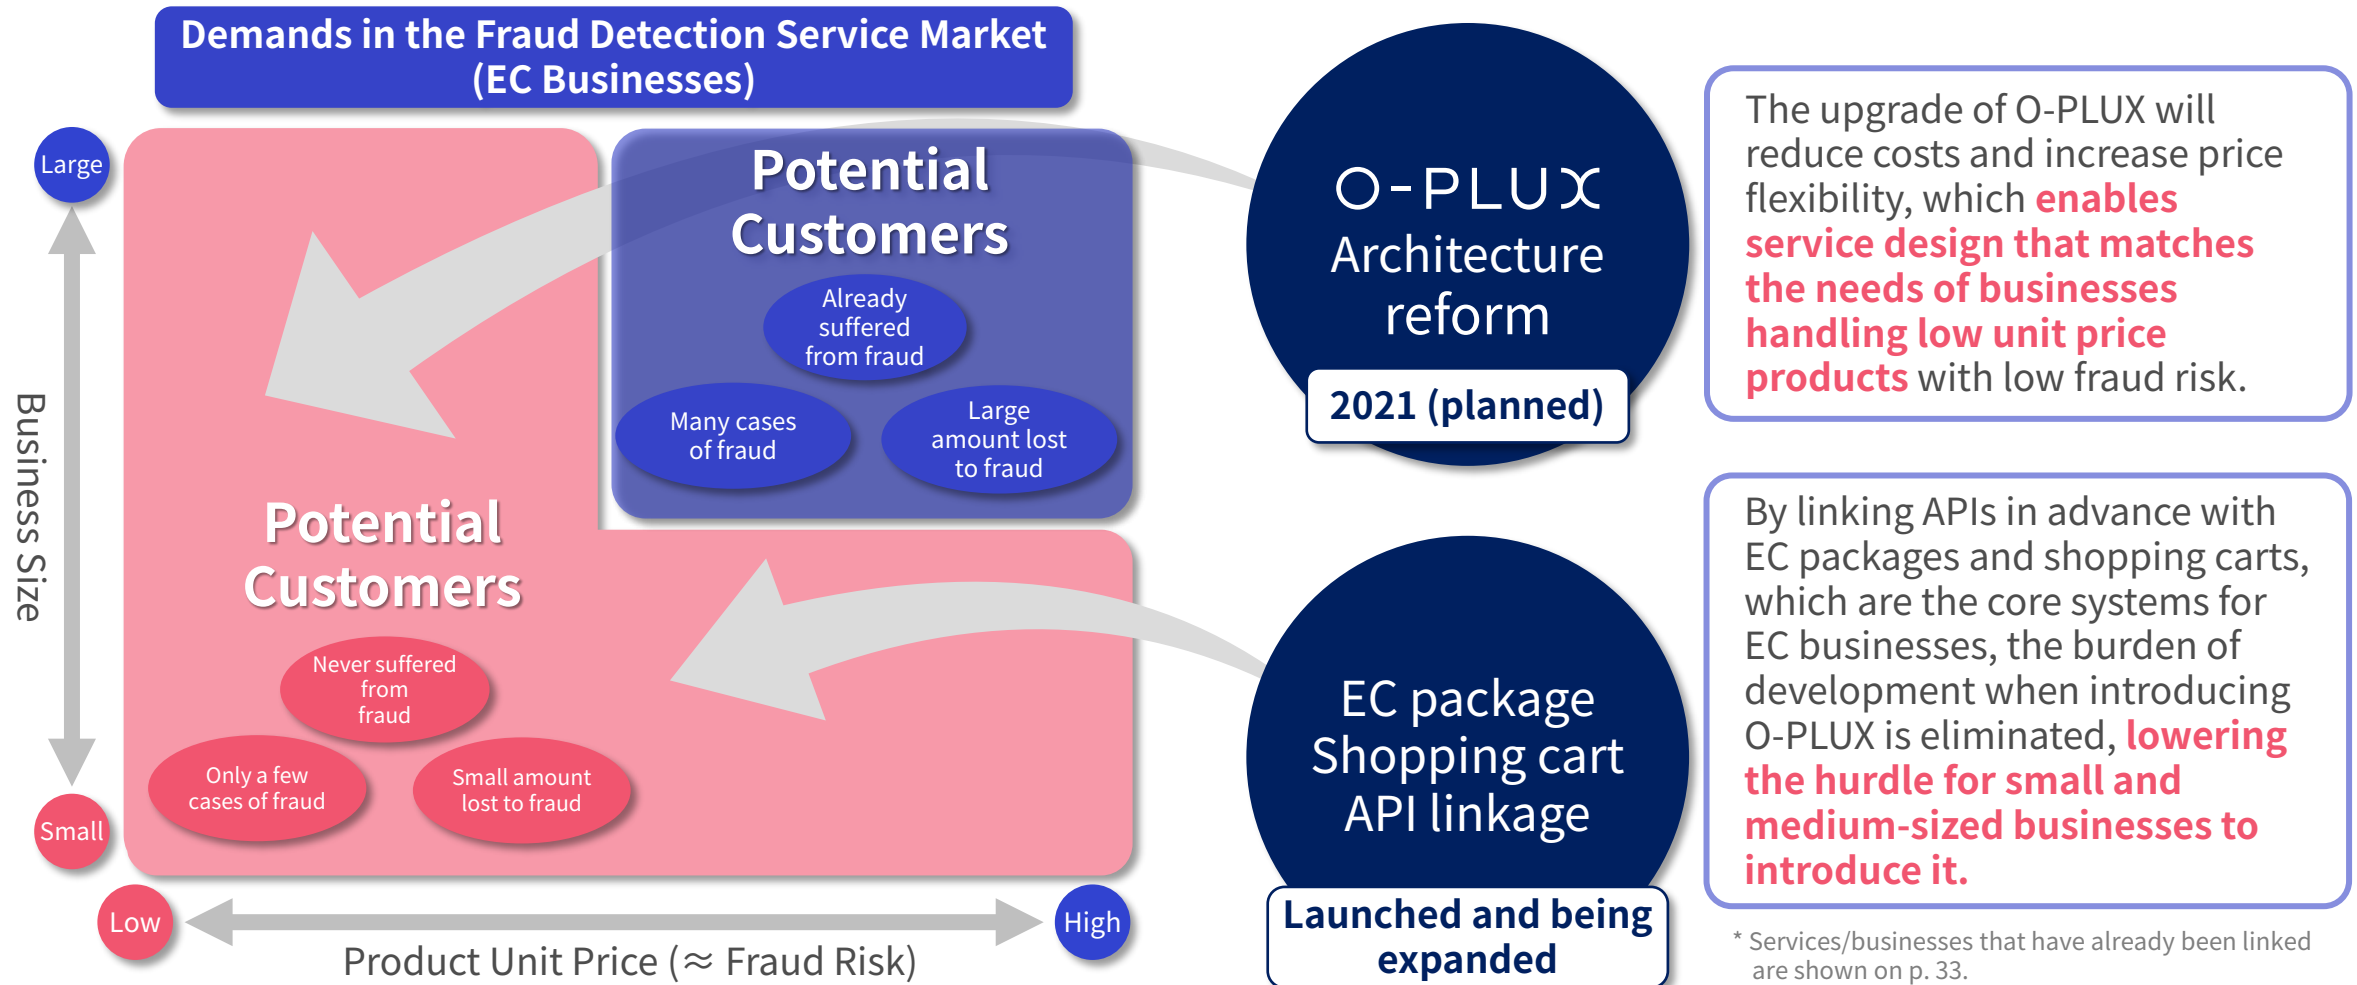 Demands in the Fraud Detection Service Market
(EC Businesses)
Large
Business Size
Small
Low
High
Product Unit Price (≈ Fraud Risk)
Potential
Customers
Already
suffered
from fraud
Many cases
of fraud
Large
amount lost
to fraud
Potential
Customers
Never suffered
from
fraud
Only a few
cases of fraud
Small amount
lost to fraud
O-PLUX
Architecture
reform
2021 (planned)
The upgrade of O-PLUX will
reduce costs and increase price
flexibility, which enables
service design that matches
the needs of businesses
handling low unit price
products with low fraud risk.
EC package
Shopping cart
API linkage
Launched and being
expanded
By linking APIs in advance with
EC packages and shopping carts,
which are the core systems for
EC businesses, the burden of
development when introducing
O-PLUX is eliminated, lowering
the hurdle for small and
medium-sized businesses to
introduce it.
* Services/businesses that have already been linked
are shown on p. 33.